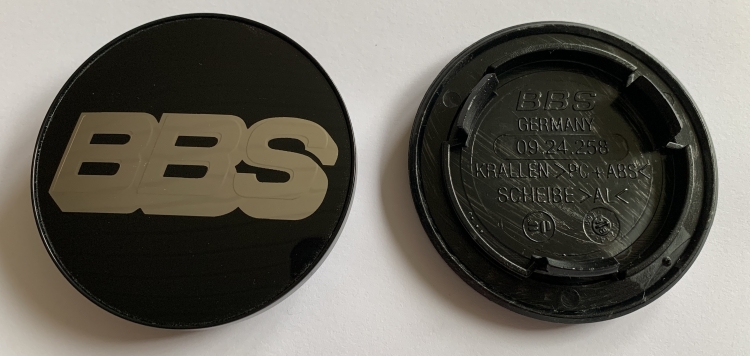 BBS
BBS
GERMANY
09.24.258
KRALLEN >PC+ABS<
SCHEIBE >AL<